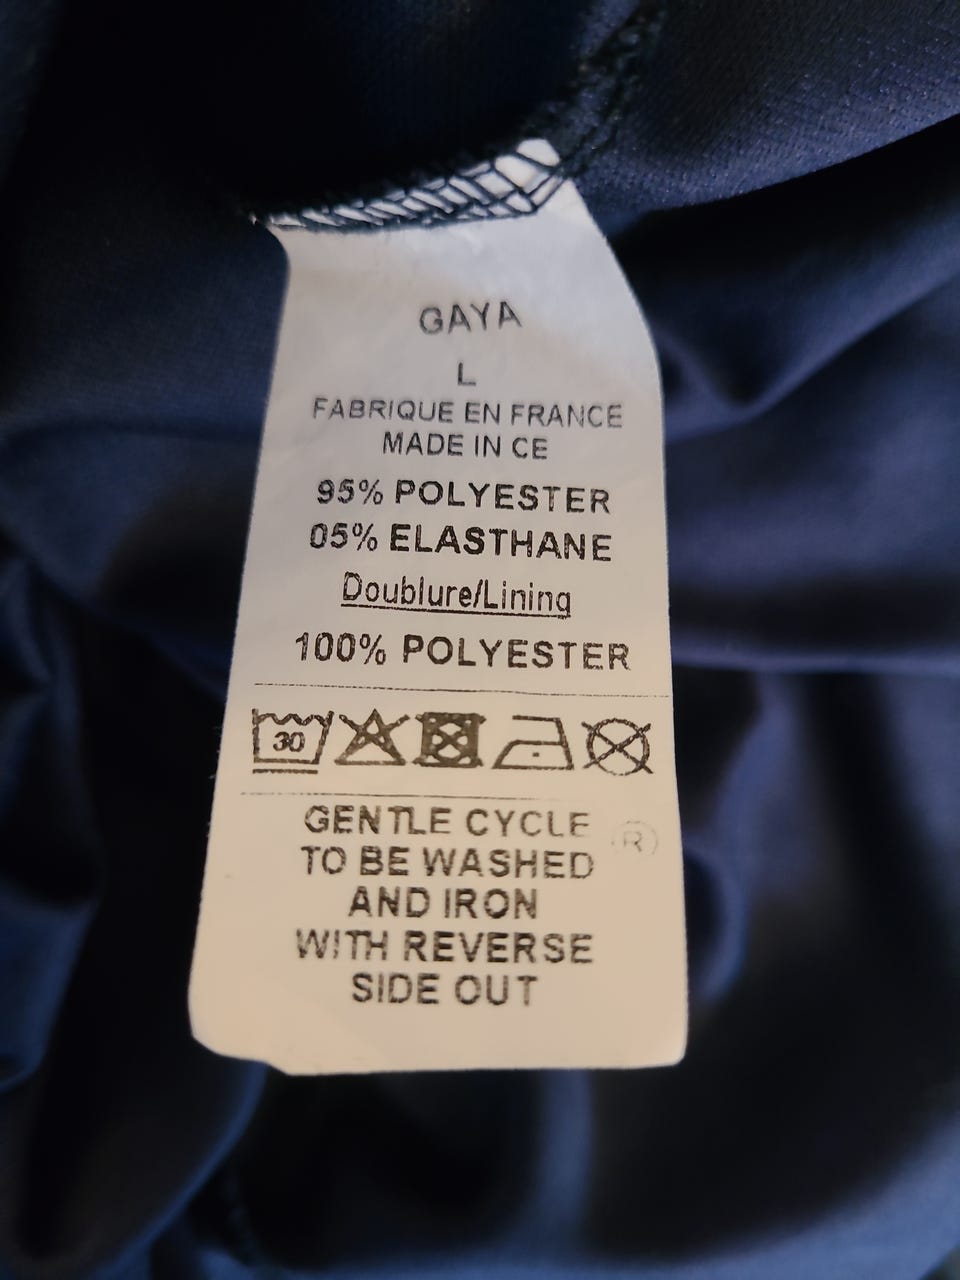 GAYA
L
FABRIQUE EN FRANCE
MADE IN CE
95% POLYESTER
05% ELASTHANE
Doublure/Lining
100% POLYESTER
30
GENTLE CYCLE
TO BE WASHED ®
AND IRON
WITH REVERSE
SIDE OUT